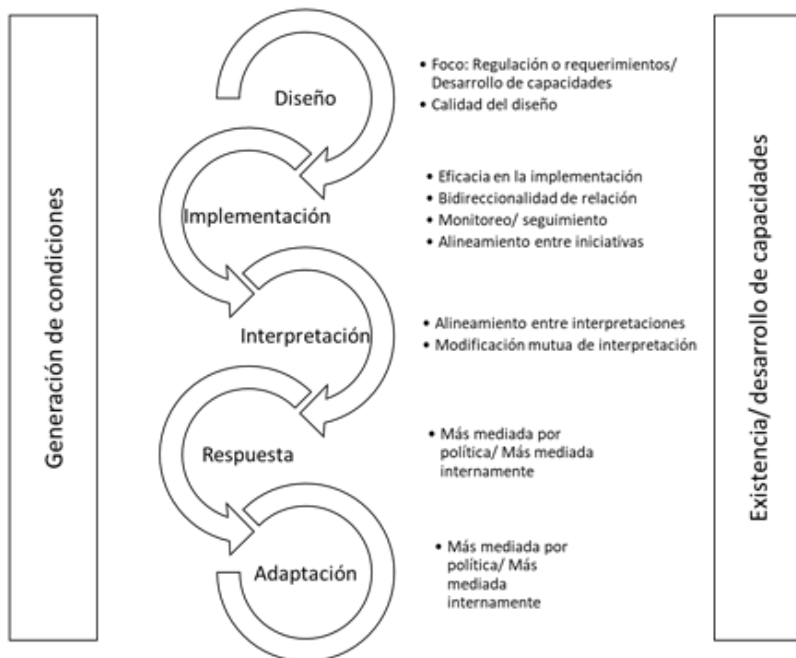 Generación de condiciones
Diseño
• Foco: Regulación o requerimientos/
Desarrollo de capacidades
• Calidad del diseño
Implementación
• Eficacia en la implementación
• Bidireccionalidad de relación
• Monitoreo/ seguimiento
• Alineamiento entre iniciativas
Interpretación
• Alineamiento entre interpretaciones
• Modificación mutua de interpretación
Respuesta
• Más mediada por
política/ Más mediada
internamente
Adaptación
• Más mediada por
política/ Más
mediada
internamente
Existencia/ desarrollo de capacidades